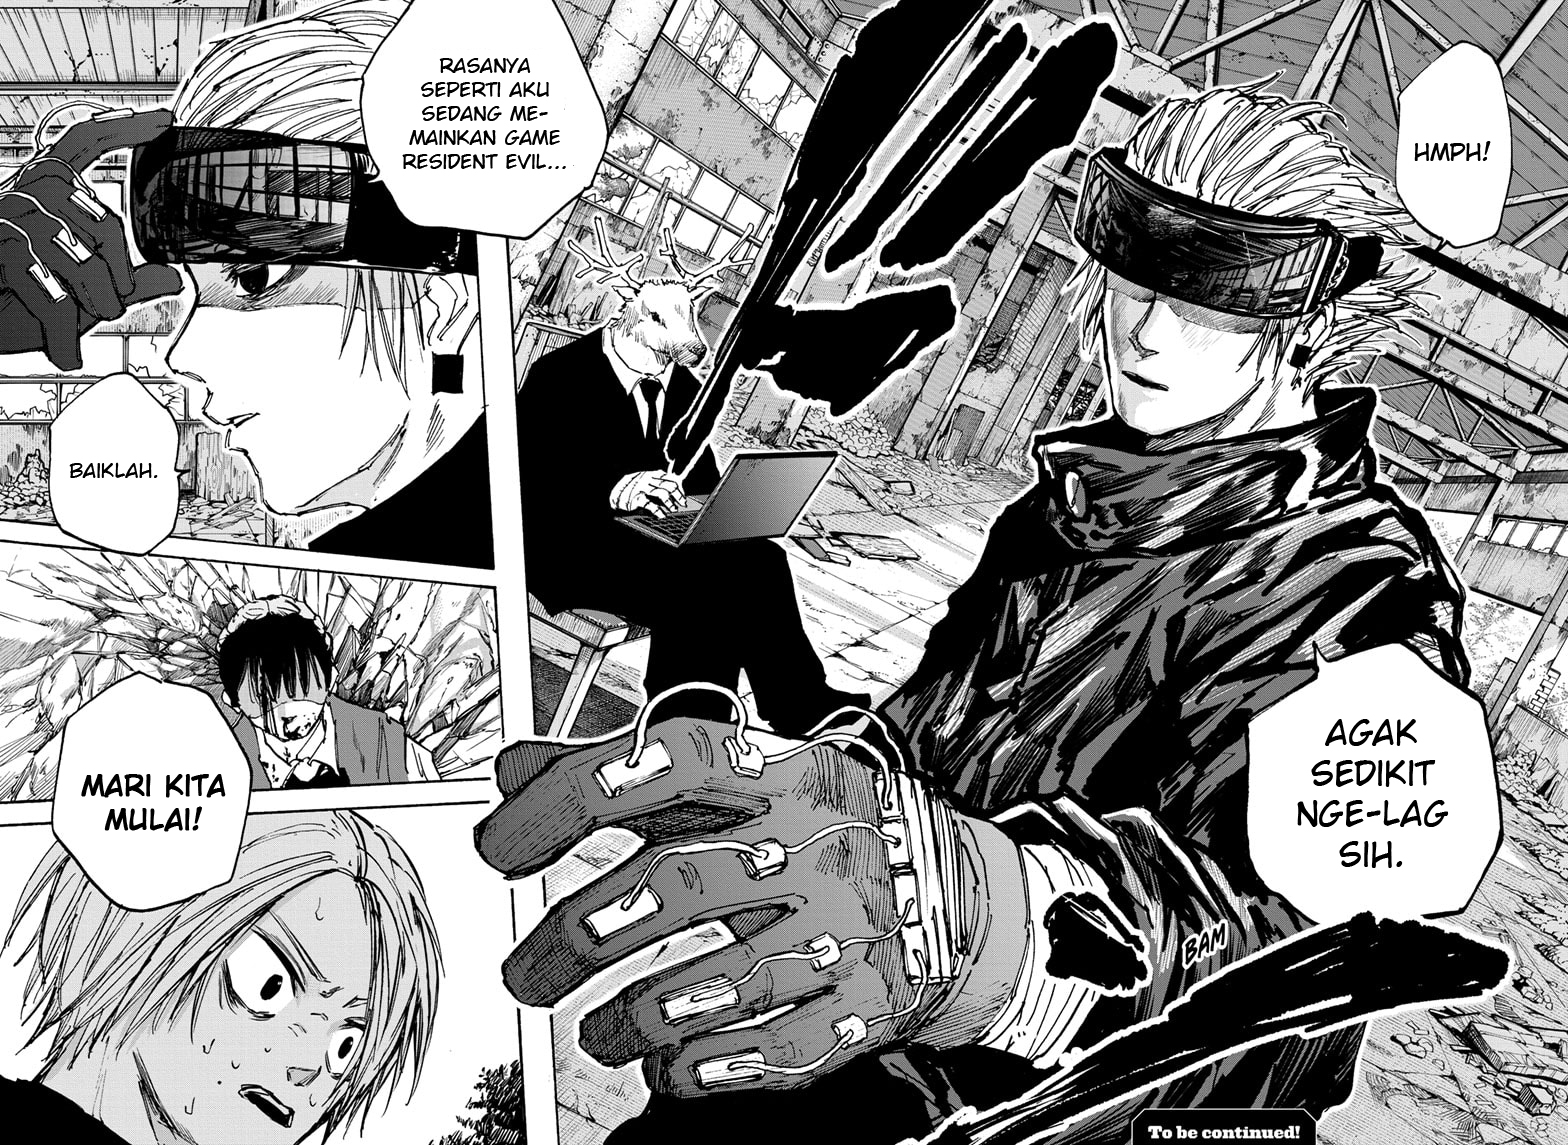 HMPH!
AGAK
SEDIKIT
NGE-LAG
SIH.
BAM
RASANYA
SEPERTI AKU
SEDANG ME-
MAINKAN GAME
RESIDENT EVIL...
BAIKLAH.
MARI KITA
MULAI!
To be continued!